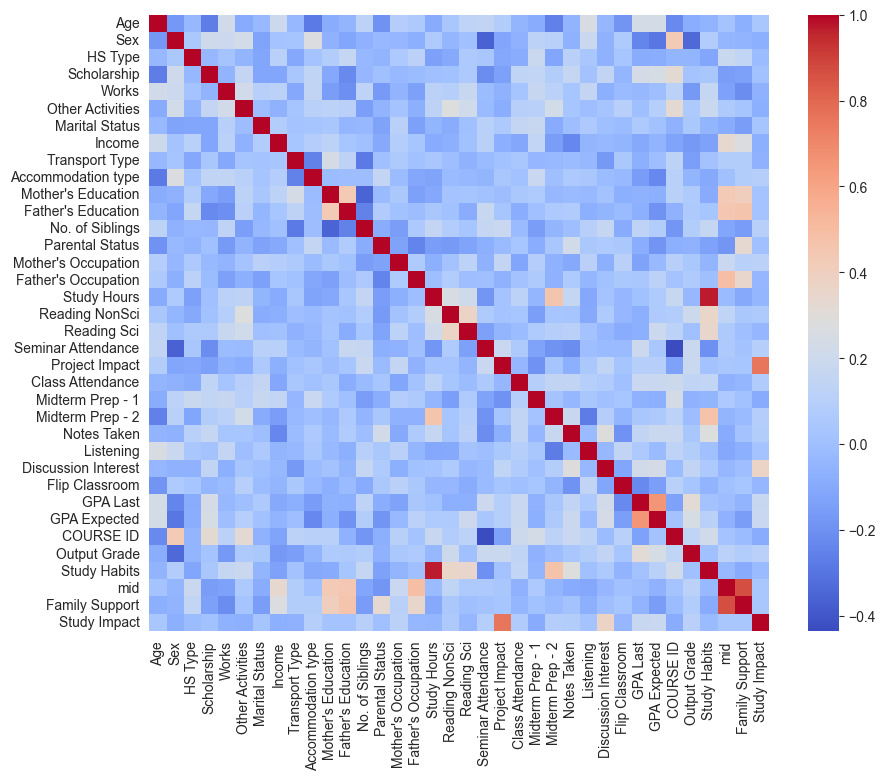 Age
Sex
HS Type
Scholarship
Works
Other Activities
Marital Status
Income
Transport Type
Accommodation type
Mother's Education
Father's Education
No. of Siblings
Parental Status
Mother's Occupation
Father's Occupation
Study Hours
Reading NonSci
Reading Sci
Seminar Attendance
Project Impact
Class Attendance
Midterm Prep - 1
Midterm Prep - 2
Notes Taken
Listening
Discussion Interest
Flip Classroom
GPA Last
GPA Expected
COURSE ID
Output Grade
Study Habits
mid
Family Support
Study Impact
Age
Sex
HS Type
Scholarship
Works
Other Activities
Marital Status
Income
Transport Type
Accommodation type
Mother's Education
Father's Education
No. of Siblings
Parental Status
Mother's Occupation
Father's Occupation
Study Hours
Reading NonSci
Reading Sci
Seminar Attendance
Project Impact
Class Attendance
Midterm Prep - 1
Midterm Prep - 2
Notes Taken
Listening
Discussion Interest
Flip Classroom
GPA Last
GPA Expected
COURSE ID
Output Grade
Study Habits
mid
Family Support
Study Impact
1.0
0.8
0.6
0.4
0.2
0.0
−0.2
−0.4